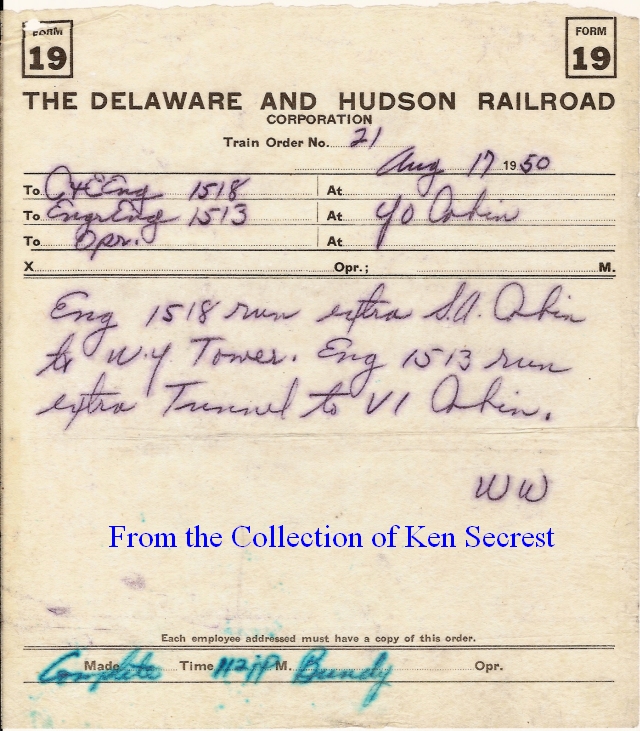 FORM 19 FORM 19
THE DELAWARE AND HUDSON RAILROAD
CORPORATION
Train Order No. 21
Aug 17 1950
To C&E Eng 1518 At
To Engr Eng 1513 At YO Cabin
To Opr. At
X Opr.; M.
Eng 1518 run extra S.A. Cabin
to W.Y. Tower. Eng 1513 run
extra Tunnel to VI Cabin.
WW
From the Collection of Ken Secrest
Each employee addressed must have a copy of this order.
Made Complete Time M. Bundy Opr.